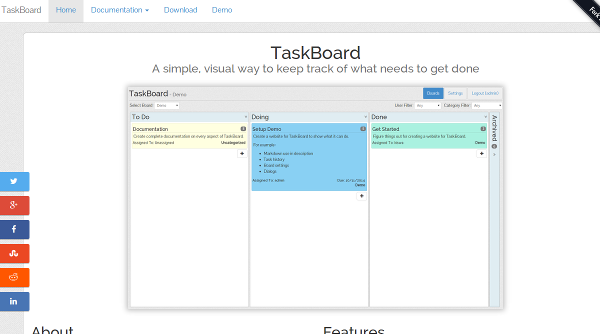 TaskBoard Home Documentation Download Demo
Fork
TaskBoard
A simple, visual way to keep track of what needs to get done
TaskBoard - Demo Boards Settings Logout (admin)
Select Board: Demo User Filter: Any Category Filter: Any
To Do Doing Done Archived
Documentation
Create complete documentation on every aspect of TaskBoard
Assigned To: Unassigned Uncategorized
Setup Demo
Create a website for TaskBoard to show what it can do.
For example:
Markdown use in description
Task history
Board settings
Dialogs
Assigned To: admin
Demo
Get Started
Figure things out for creating a website for TaskBoard.
Assigned To: Demo
About Features